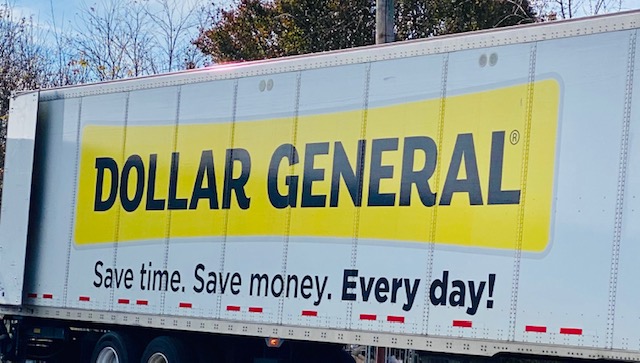 DOLLAR GENERAL®
Save time. Save money. Every day!